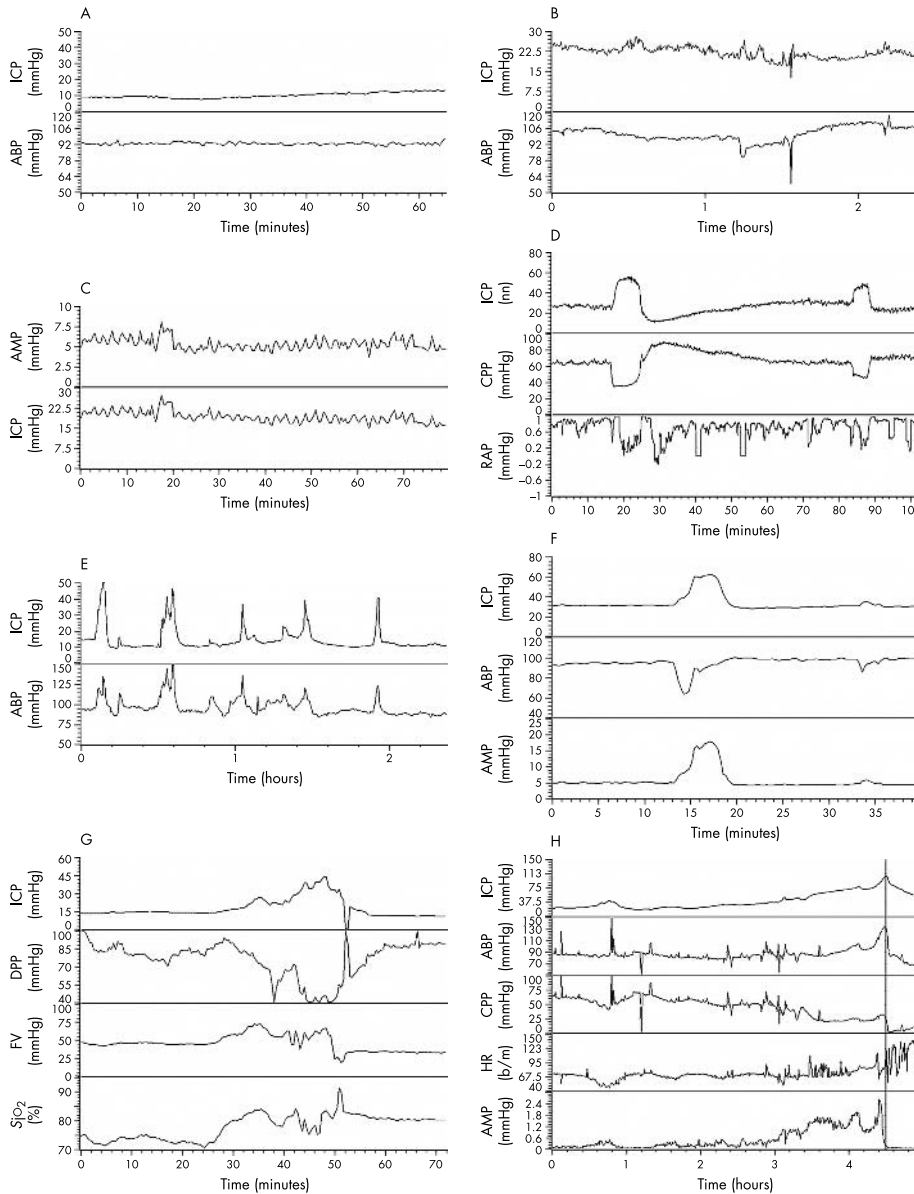 A
ICP
(mmHg)
50
40
30
20
10
0
ABP
(mmHg)
120
106
92
78
64
50
0 10 20 30 40 50 60
Time (minutes)
B
ICP
(mmHg)
30
22.5
15
7.5
0
ABP
(mmHg)
120
106
92
78
64
50
0 1 2
Time (hours)
C
AMP
(mmHg)
10
7.5
5
2.5
0
ICP
(mmHg)
30
22.5
15
7.5
0
0 10 20 30 40 50 60 70
Time (minutes)
D
ICP
(nn)
80
60
40
20
0
CPP
(mmHg)
100
80
60
40
20
0
RAP
(mmHg)
1
0.6
0.2
−0.2
−0.6
−1
0 10 20 30 40 50 60 70 80 90 100
Time (minutes)
E
ICP
(mmHg)
50
40
30
20
10
0
ABP
(mmHg)
150
125
100
75
50
0 1 2
Time (hours)
F
ICP
(mmHg)
80
60
40
20
0
ABP
(mmHg)
120
100
80
60
40
AMP
(mmHg)
25
20
15
10
5
0
0 5 10 15 20 25 30 35
Time (minutes)
G
ICP
(mmHg)
60
45
30
15
0
DPP
(mmHg)
100
85
70
55
40
FV
(mmHg)
100
75
50
25
0
SjO2
(%)
90
80
70
0 10 20 30 40 50 60 70
Time (minutes)
H
ICP
(mmHg)
150
113
75
37.5
0
ABP
(mmHg)
150
130
110
90
70
CPP
(mmHg)
100
75
50
25
0
HR
(b/m)
150
123
95
67.5
40
AMP
(mmHg)
2.4
1.8
1.2
0.6
0
1 2 3 4
Time (hours)